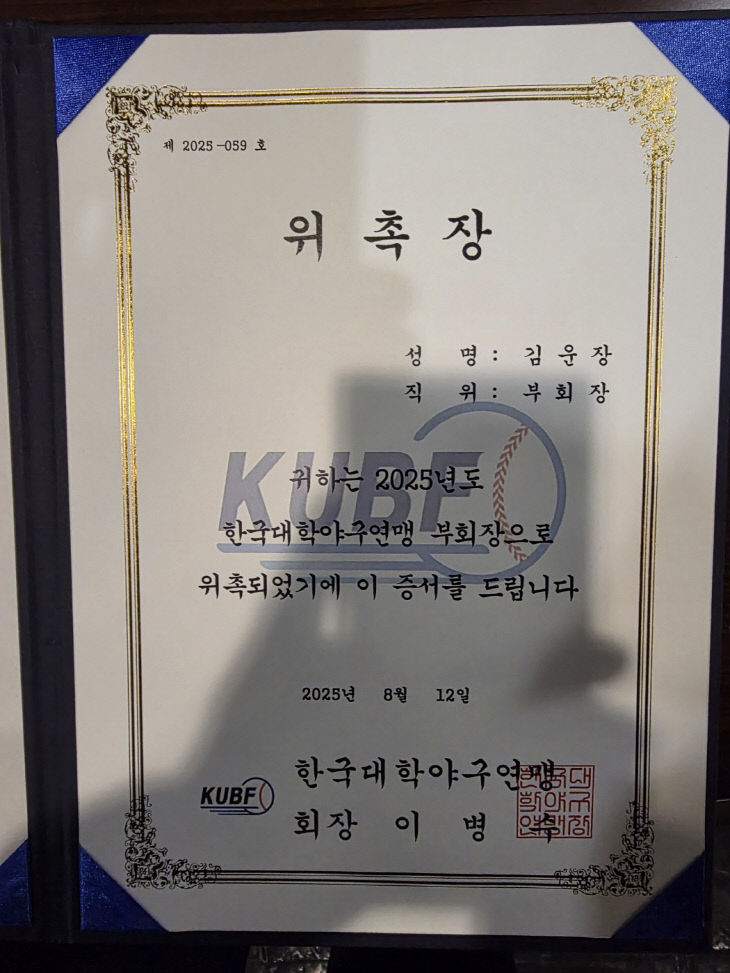 제 2025-059 호
위 촉 장
성 명 : 김 운 장
직 위 : 부 회 장
KUBF
귀하는 2025년도
한국대학야구연맹 부회장으로
위촉되었기에 이 증서를 드립니다
2025년 8월 12일
한국대학야구연맹
KUBF
회장 이 병 수